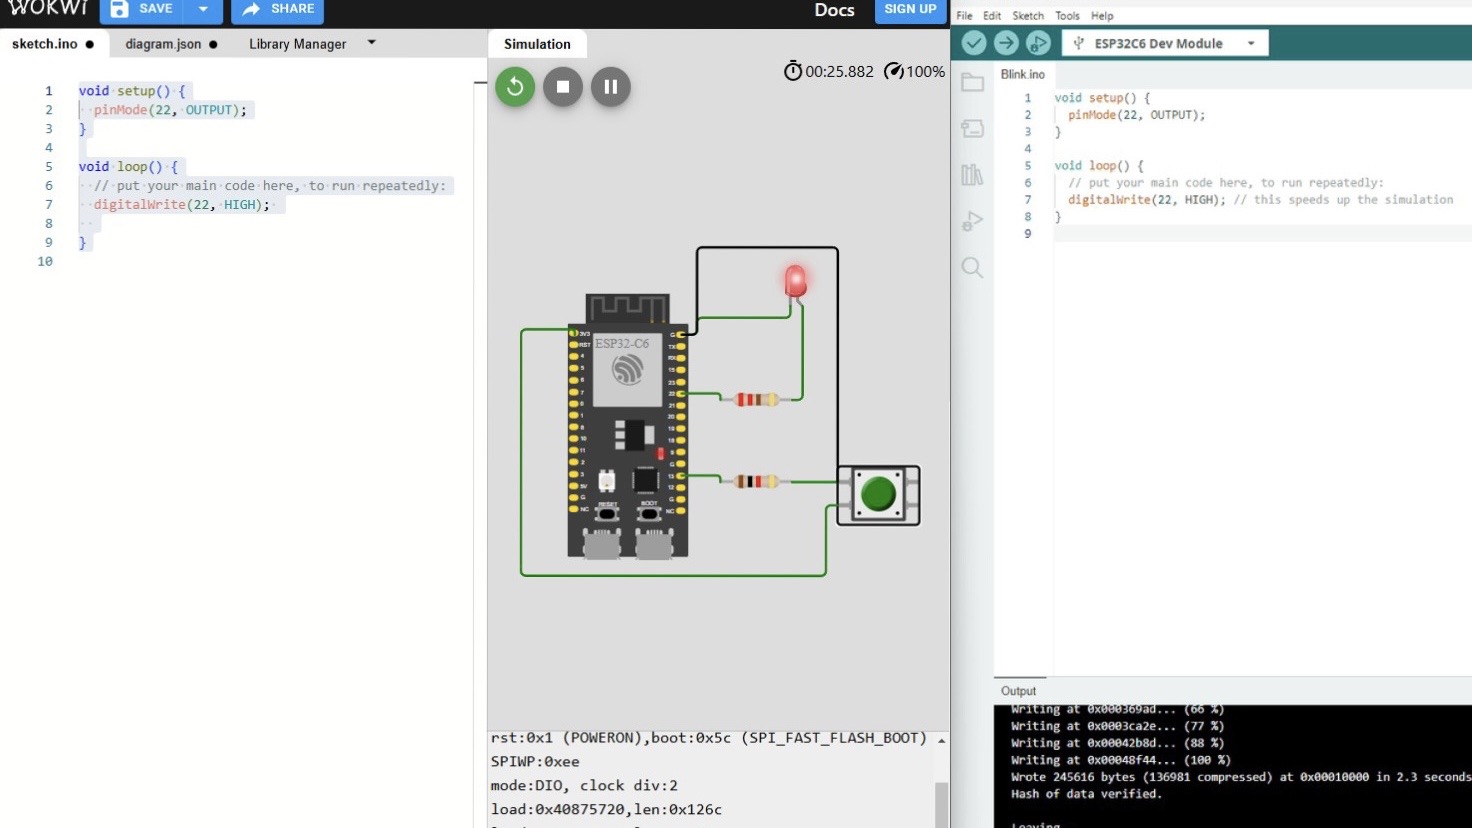 WOKWI
SAVE
SHARE
Docs
SIGN UP
sketch.ino ●
diagram.json ●
Library Manager
1 void setup() {
2 pinMode(22, OUTPUT);
3 }
4
5 void loop() {
6 // put your main code here, to run repeatedly:
7 digitalWrite(22, HIGH);
8
9 }
10
Simulation
00:25.882
100%
ESP32-C6
3V3
RST
RESET
BOOT
rst:0x1 (POWERON),boot:0x5c (SPI_FAST_FLASH_BOOT)
SPIWP:0xee
mode:DIO, clock div:2
load:0x40875720,len:0x126c
File Edit Sketch Tools Help
ESP32C6 Dev Module
Blink.ino
1 void setup() {
2 pinMode(22, OUTPUT);
3 }
4
5 void loop() {
6 // put your main code here, to run repeatedly:
7 digitalWrite(22, HIGH); // this speeds up the simulation
8 }
9
Output
Writing at 0x000369ad... (66 %)
Writing at 0x0003ca2e... (77 %)
Writing at 0x00042b8d... (88 %)
Writing at 0x00048f44... (100 %)
Wrote 245616 bytes (136981 compressed) at 0x00010000 in 2.3 seconds
Hash of data verified.
Leaving